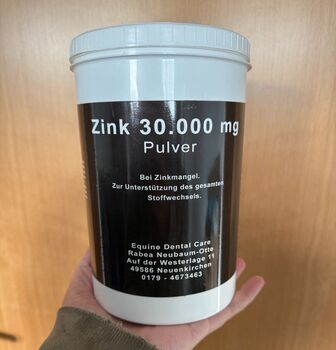 Zink 30.000 mg
Pulver
Bei Zinkmangel.
Zur Unterstützung des gesamten
Stoffwechsels.
Equine Dental Care
Rabea Neubaum-Otte
Auf der Westerlage 11
49586 Neuenkirchen
0179 - 4673463